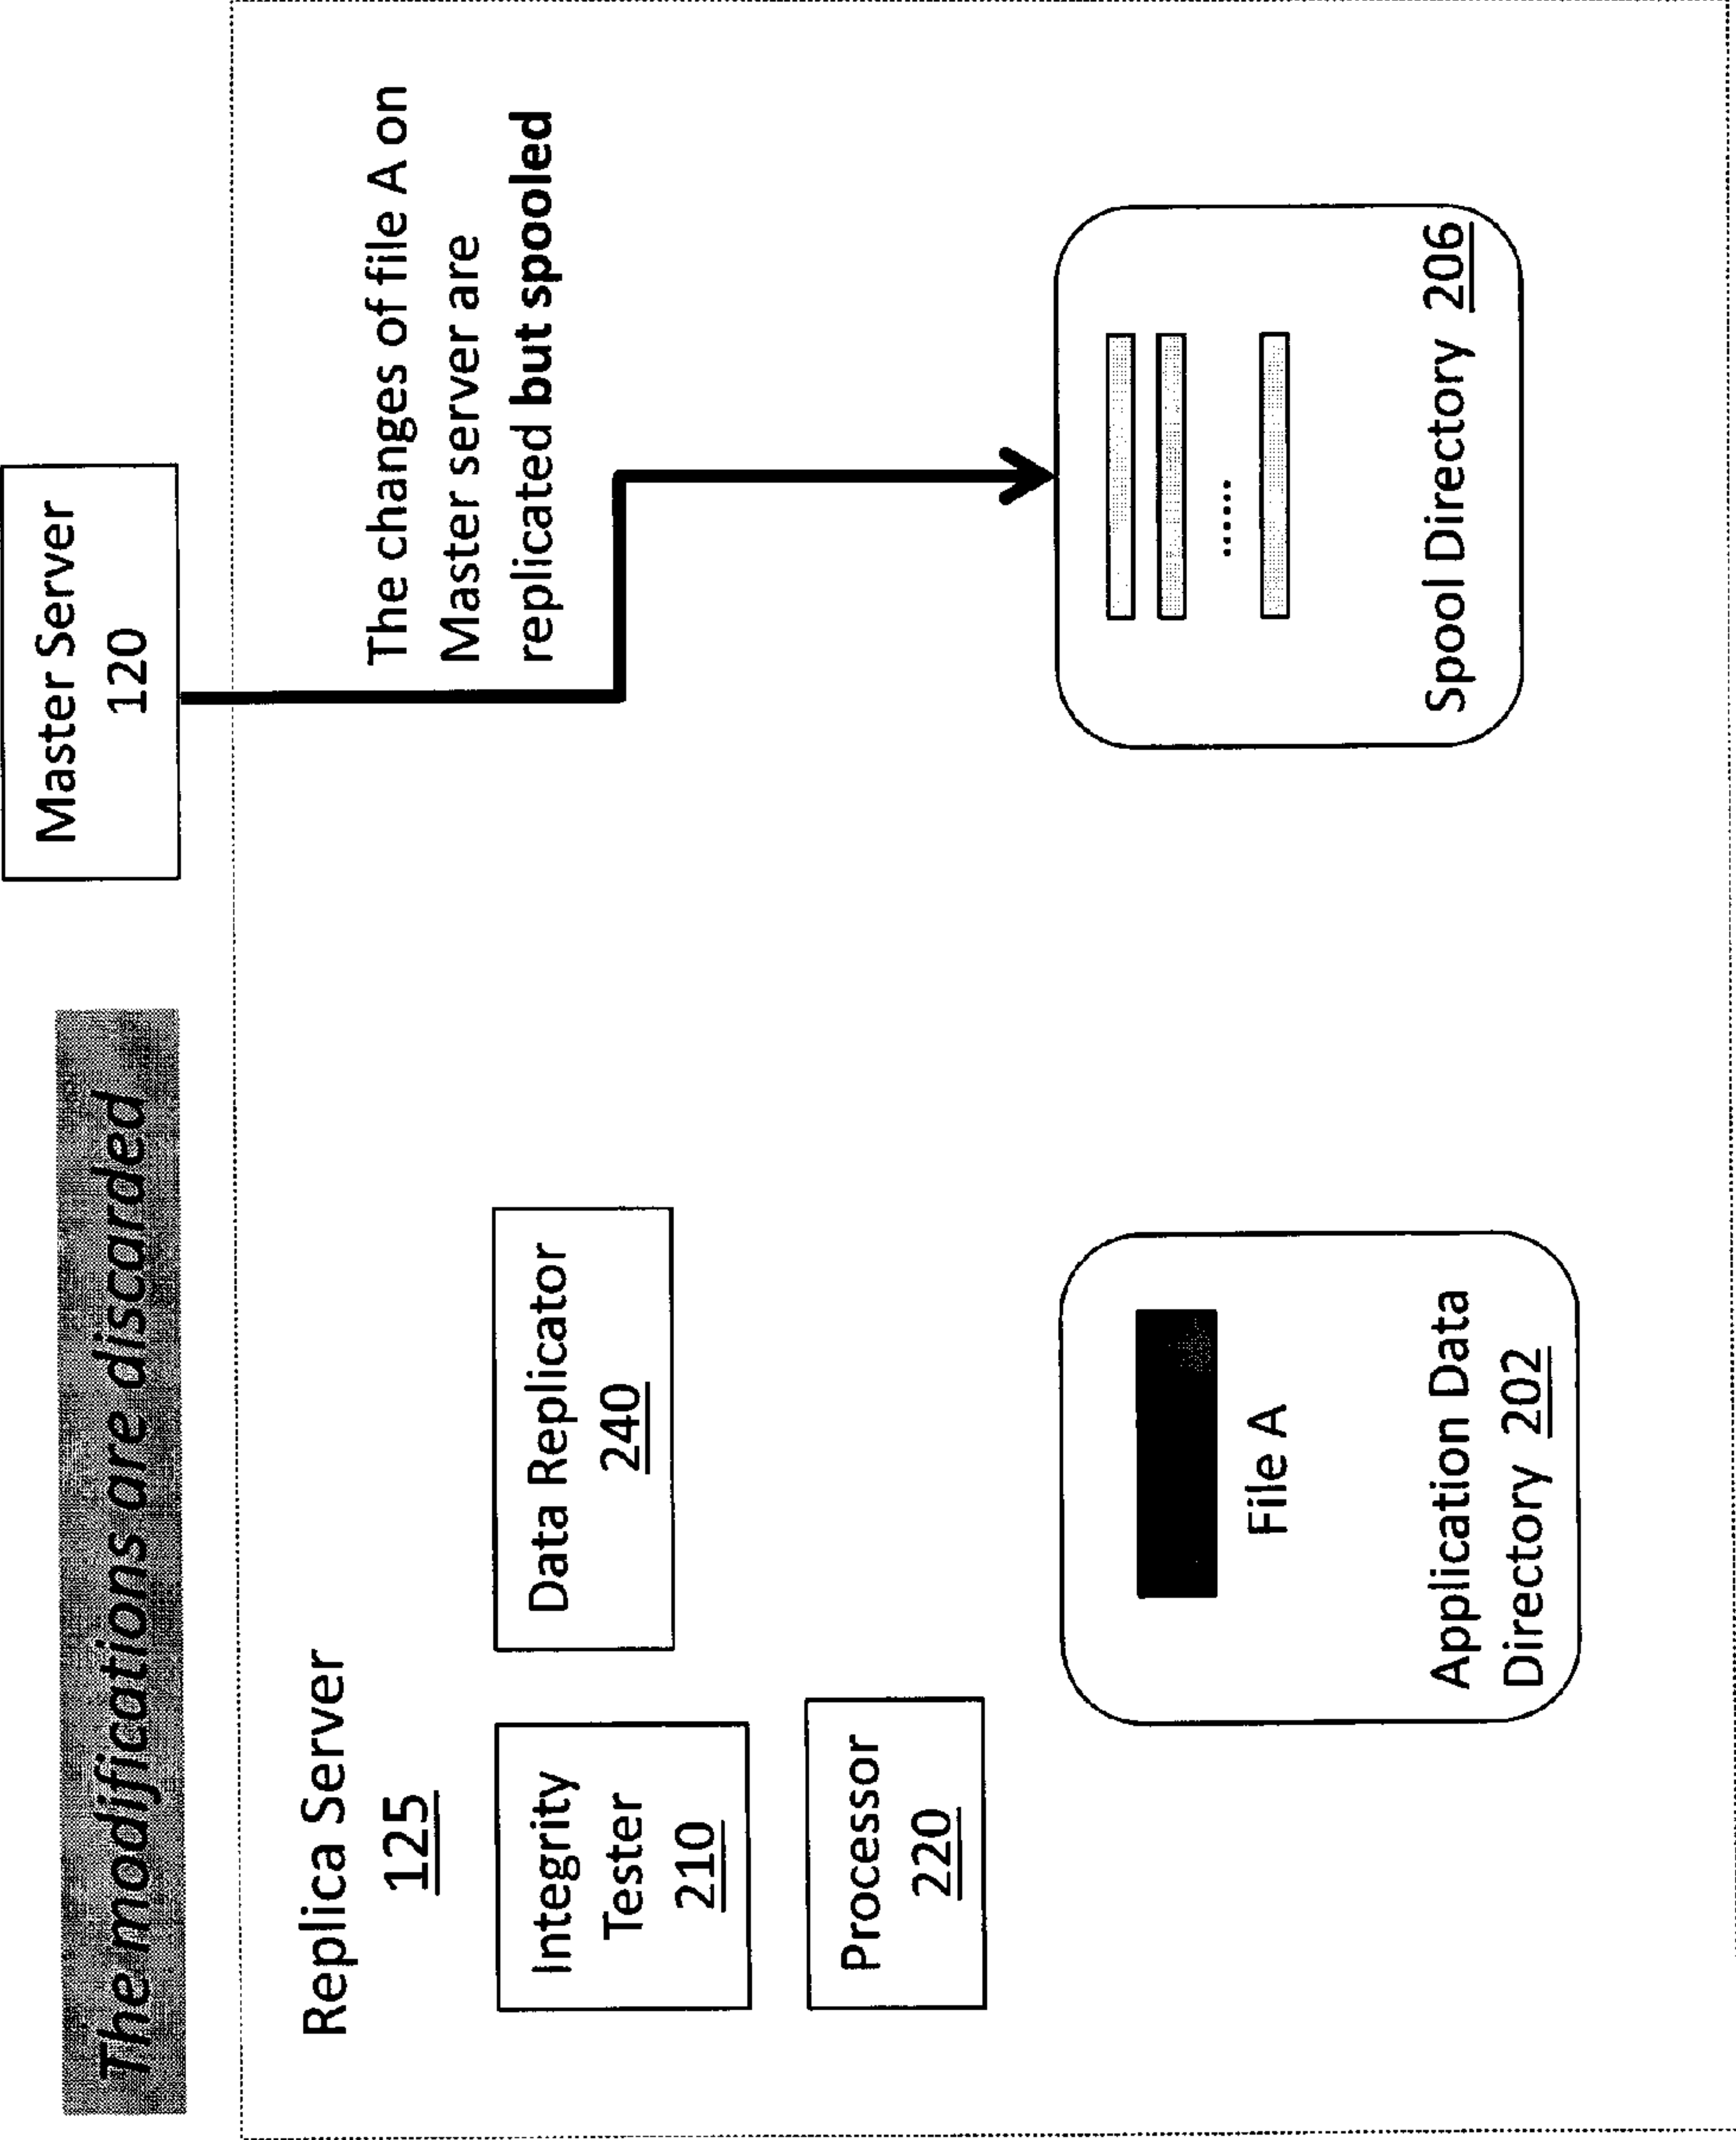 The modifications are discarded
Master Server
120
Replica Server
125
The changes of file A on
Master server are
replicated but spooled
Integrity
Tester
210
Data Replicator
240
Processor
220
File A
Application Data
Directory 202
......
Spool Directory 206